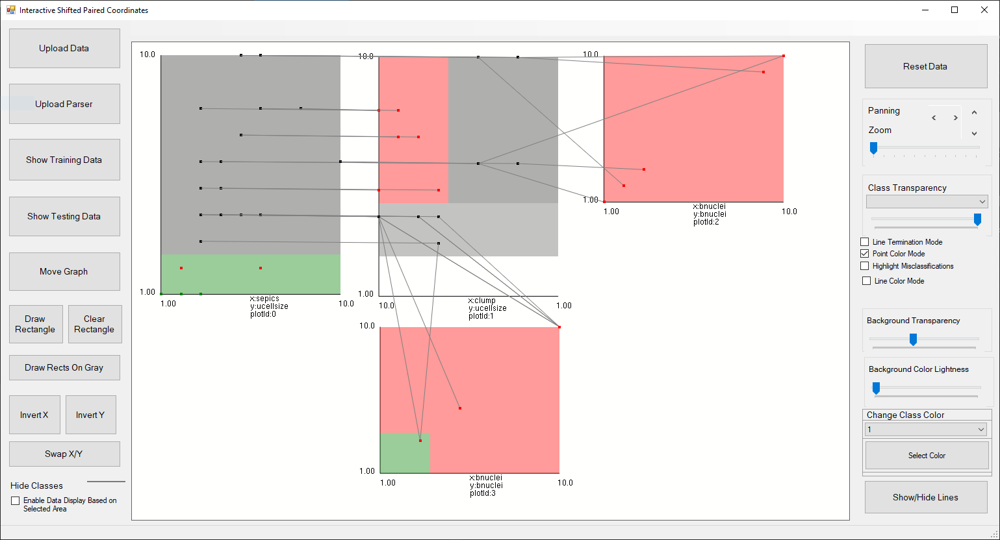 Interactive Shifted Paired Coordinates
Upload Data
Upload Parser
Show Training Data
Show Testing Data
Move Graph
Draw
Rectangle
Clear
Rectangle
Draw Rects On Gray
Invert X
Invert Y
Swap X/Y
Hide Classes
Enable Data Display Based on
Selected Area
10.0
1.00
1.00
10.0
x:sepics
y:ucellsize
plotId:0
10.0
1.00
10.0
1.00
x:clump
y:ucellsize
plotId:1
10.0
1.00
1.00
10.0
x:bnuclei
y:bnuclei
plotId:2
10.0
1.00
1.00
10.0
x:bnuclei
y:bnuclei
plotId:3
Reset Data
Panning
Zoom
Class Transparency
Line Termination Mode
Point Color Mode
Highlight Misclassifications
Line Color Mode
Background Transparency
Background Color Lightness
Change Class Color
1
Select Color
Show/Hide Lines